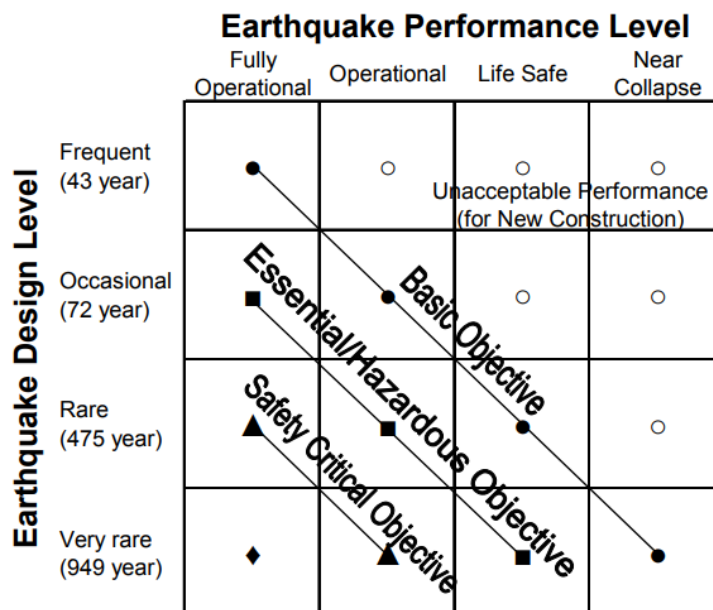 Earthquake Performance Level
Fully
Operational
Operational
Life Safe
Near
Collapse
Earthquake Design Level
Frequent
(43 year)
Unacceptable Performance
(for New Construction)
Occasional
(72 year)
Rare
(475 year)
Very rare
(949 year)
Basic Objective
Essential/Hazardous Objective
Safety Critical Objective